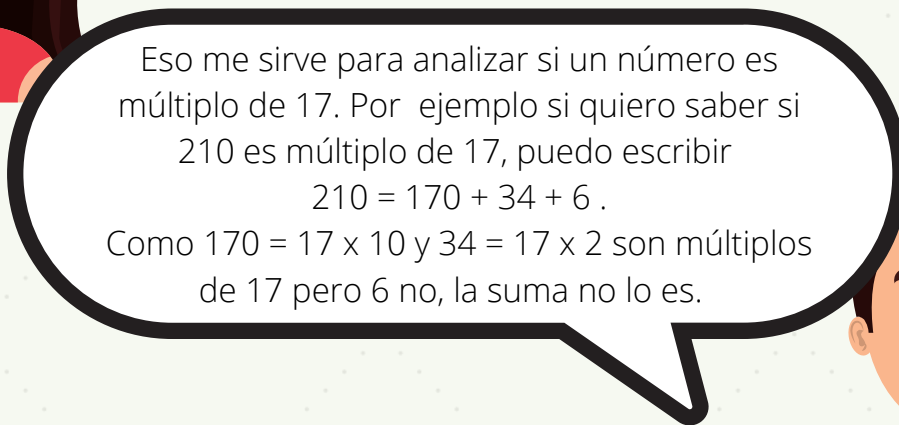 Eso me sirve para analizar si un número es
múltiplo de 17. Por ejemplo si quiero saber si
210 es múltiplo de 17, puedo escribir
210 = 170 + 34 + 6 .
Como 170 = 17 x 10 y 34 = 17 x 2 son múltiplos
de 17 pero 6 no, la suma no lo es.